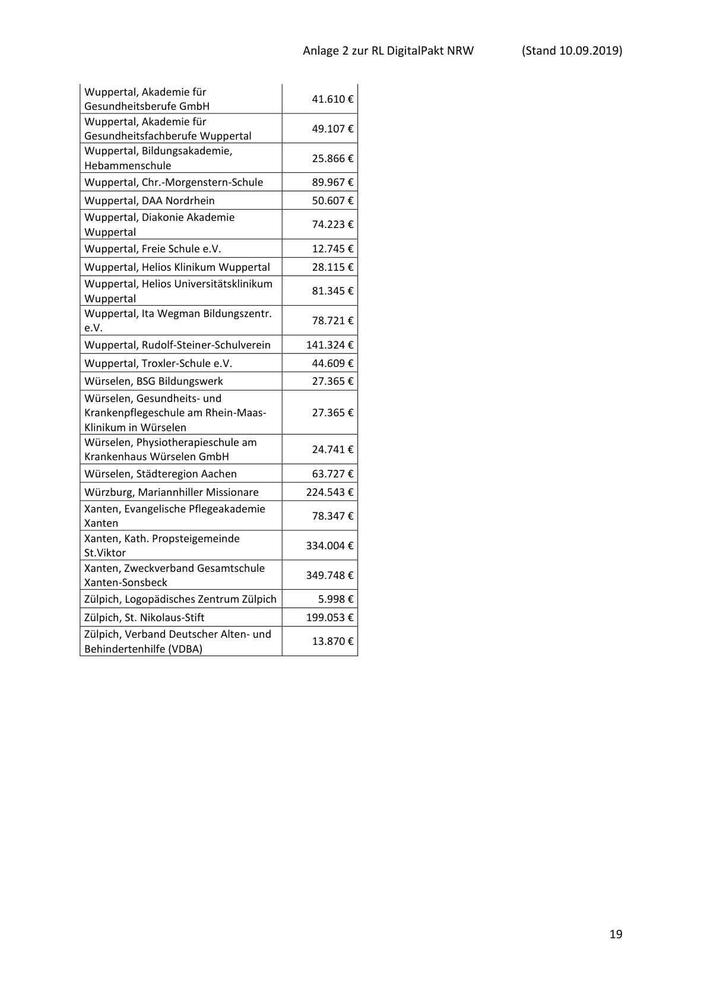 Anlage 2 zur RL DigitalPakt NRW (Stand 10.09.2019)
Wuppertal, Akademie für
Gesundheitsberufe GmbH
41.610 €
Wuppertal, Akademie für
Gesundheitsfachberufe Wuppertal
49.107 €
Wuppertal, Bildungsakademie,
Hebammenschule
25.866 €
Wuppertal, Chr.-Morgenstern-Schule 89.967 €
Wuppertal, DAA Nordrhein 50.607 €
Wuppertal, Diakonie Akademie
Wuppertal
74.223 €
Wuppertal, Freie Schule e.V. 12.745 €
Wuppertal, Helios Klinikum Wuppertal 28.115 €
Wuppertal, Helios Universitätsklinikum
Wuppertal
81.345 €
Wuppertal, Ita Wegman Bildungszentr.
e.V.
78.721 €
Wuppertal, Rudolf-Steiner-Schulverein 141.324 €
Wuppertal, Troxler-Schule e.V. 44.609 €
Würselen, BSG Bildungswerk 27.365 €
Würselen, Gesundheits- und
Krankenpflegeschule am Rhein-Maas-
Klinikum in Würselen
27.365 €
Würselen, Physiotherapieschule am
Krankenhaus Würselen GmbH
24.741 €
Würselen, Städteregion Aachen 63.727 €
Würzburg, Mariannhiller Missionare 224.543 €
Xanten, Evangelische Pflegeakademie
Xanten
78.347 €
Xanten, Kath. Propsteigemeinde
St.Viktor
334.004 €
Xanten, Zweckverband Gesamtschule
Xanten-Sonsbeck
349.748 €
Zülpich, Logopädisches Zentrum Zülpich 5.998 €
Zülpich, St. Nikolaus-Stift 199.053 €
Zülpich, Verband Deutscher Alten- und
Behindertenhilfe (VDBA)
13.870 €
19